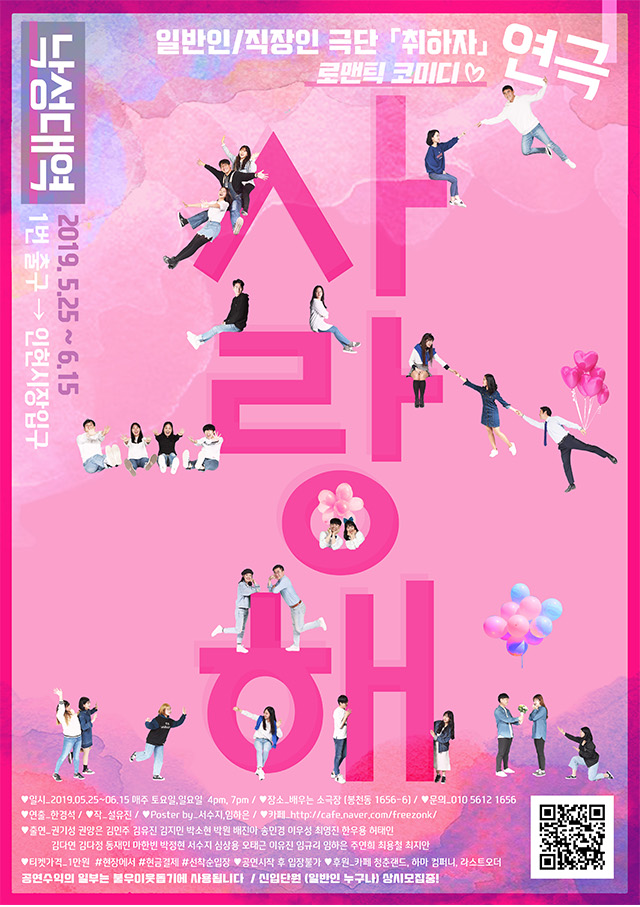 일반인/직장인 극단 「취하자」
로맨틱 코미디♡
연극
낙성대역
2019. 5.25 ~ 6.15
1번 출구 → 인헌시장입구
사랑해
♥일시_2019.05.25~06.15 매주 토요일,일요일 4pm, 7pm / ♥장소_배우는 소극장 (봉천동 1656-6) / ♥문의_010 5612 1656
♥연출_한경석 / ♥작_설유진 / ♥Poster by_서수지,임하은 / ♥카페_http://cafe.naver.com/freezonk/
♥출연_권기성 권양은 김민주 김유진 김지민 박소현 박원 배진아 송민경 이우성 최영진 한우용 허태인
김다연 김다정 동재만 마한반 박정현 서수지 심삼용 오태근 이유진 임규리 임하은 주연희 최용철 최지안
♥티켓가격_1만원 #현장에서 #현금결제 #선착순입장 ♥공연시작 후 입장불가 ♥후원_카페 청춘랜드, 하마 컴퍼니, 라스트오더
공연수익의 일부는 불우이웃돕기에 사용됩니다 / 신입단원 (일반인 누구나) 상시모집중!